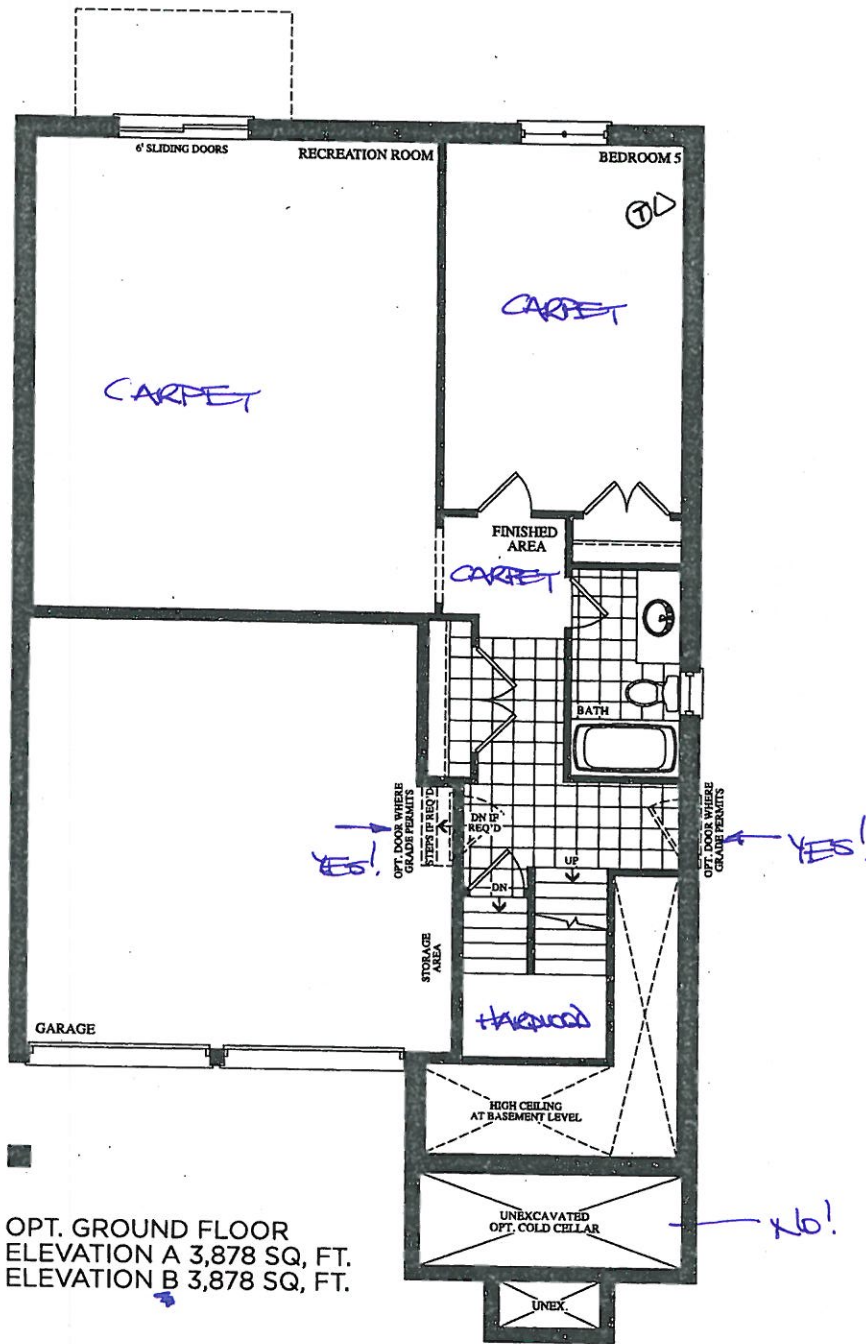 6' SLIDING DOORS
RECREATION ROOM
BEDROOM 5
T
CARPET
CARPET
FINISHED
AREA
CARPET
BATH
OPT. DOOR WHERE
GRADE PERMITS
STEPS IF REQ'D
DN IF
REQ'D
YES!
UP
DN
OPT. DOOR WHERE
GRADE PERMITS
YES!
STORAGE
AREA
HARDWOOD
GARAGE
HIGH CEILING
AT BASEMENT LEVEL
UNEXCAVATED
OPT. COLD CELLAR
NO!
OPT. GROUND FLOOR
ELEVATION A 3,878 SQ, FT.
ELEVATION B 3,878 SQ, FT.
UNEX.